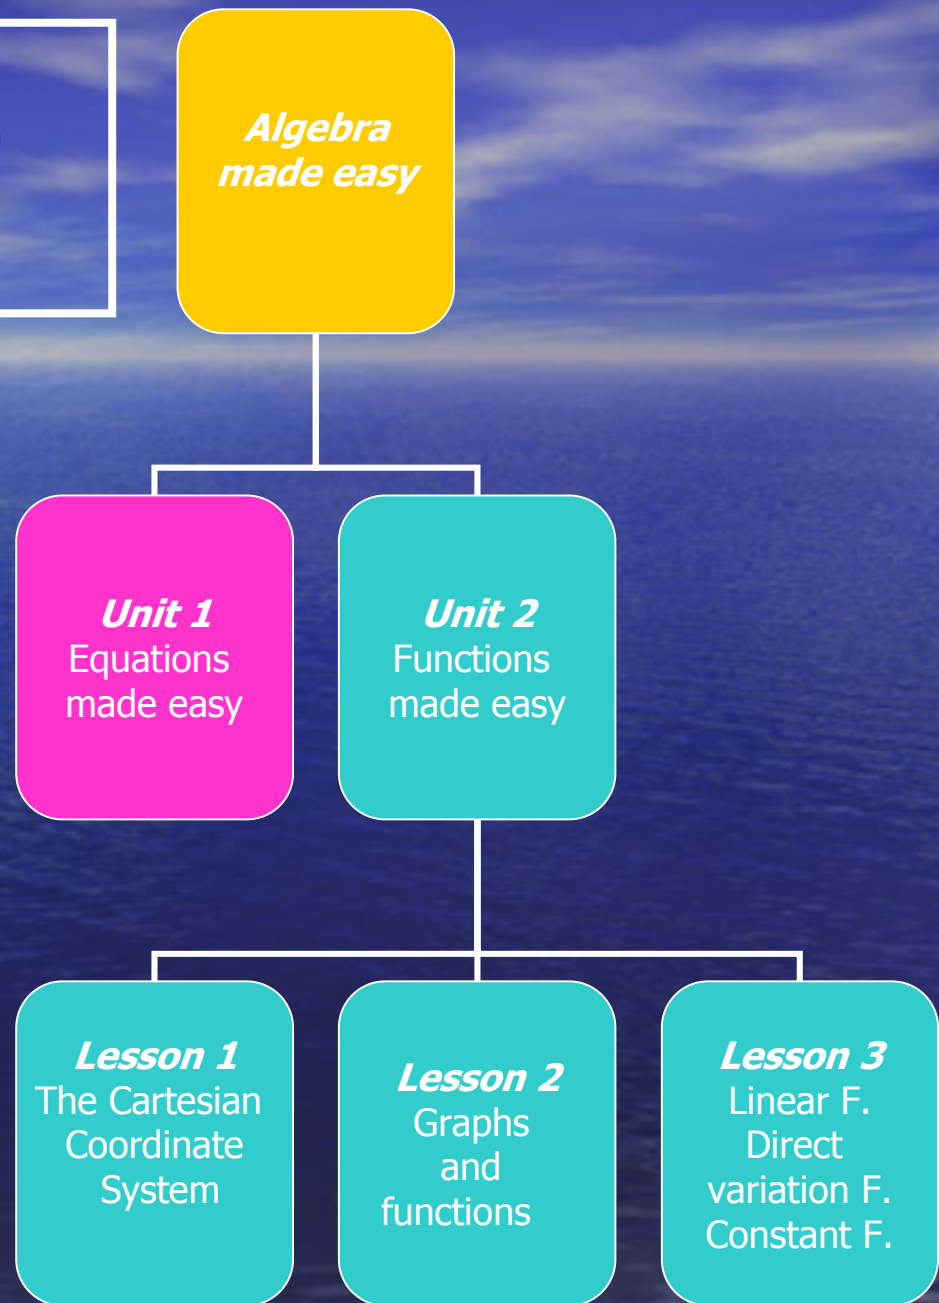 Algebra
made easy
Unit 1
Equations
made easy
Unit 2
Functions
made easy
Lesson 1
The Cartesian
Coordinate
System
Lesson 2
Graphs
and
functions
Lesson 3
Linear F.
Direct
variation F.
Constant F.